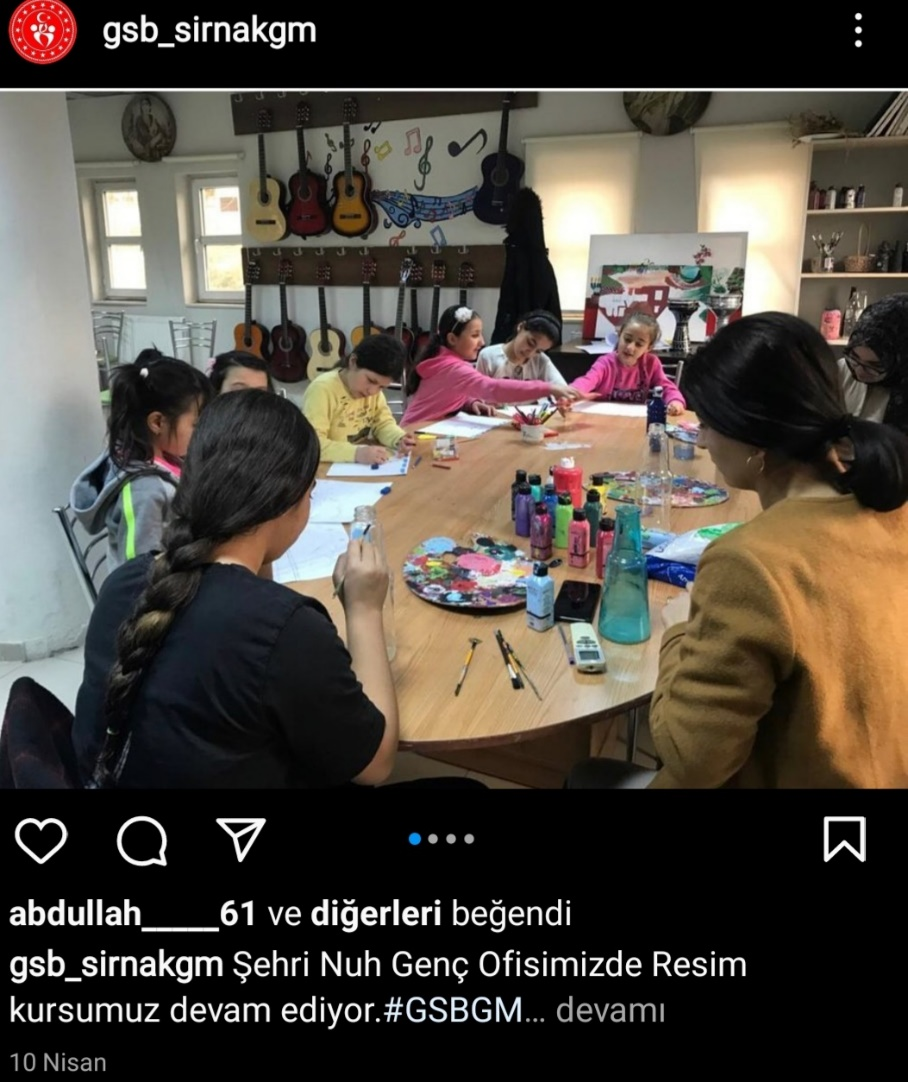 gsb_sirnakgm
abdullah_____61 ve diğerleri beğendi
gsb_sirnakgm Şehri Nuh Genç Ofisimizde Resim
kursumuz devam ediyor.#GSBGM... devamı
10 Nisan